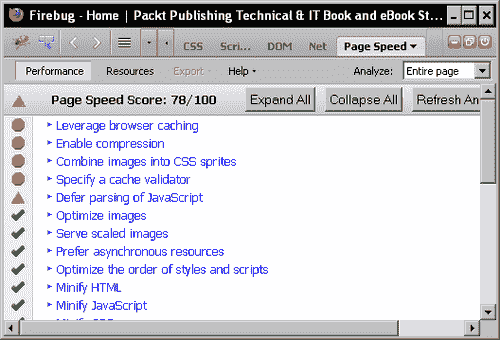 Firebug - Home | Packt Publishing Technical & IT Book and eBook St...
CSS Scri... DOM Net Page Speed
Performance Resources Export Help Analyze: Entire page
Page Speed Score: 78/100 Expand All Collapse All Refresh An
Leverage browser caching
Enable compression
Combine images into CSS sprites
Specify a cache validator
Defer parsing of JavaScript
Optimize images
Serve scaled images
Prefer asynchronous resources
Optimize the order of styles and scripts
Minify HTML
Minify JavaScript